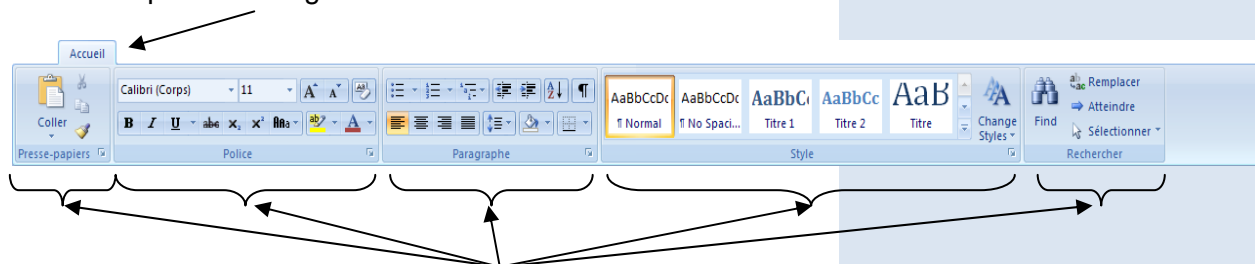 Accueil
Calibri (Corps) 11
Remplacer
AaBbCcDc AaBbCcDc AaBbC AaBbCc AaB
Atteindre
Coller
¶ Normal ¶ No Spaci... Titre 1 Titre 2 Titre
Change Styles
Find
Sélectionner
Presse-papiers Police Paragraphe Style Rechercher